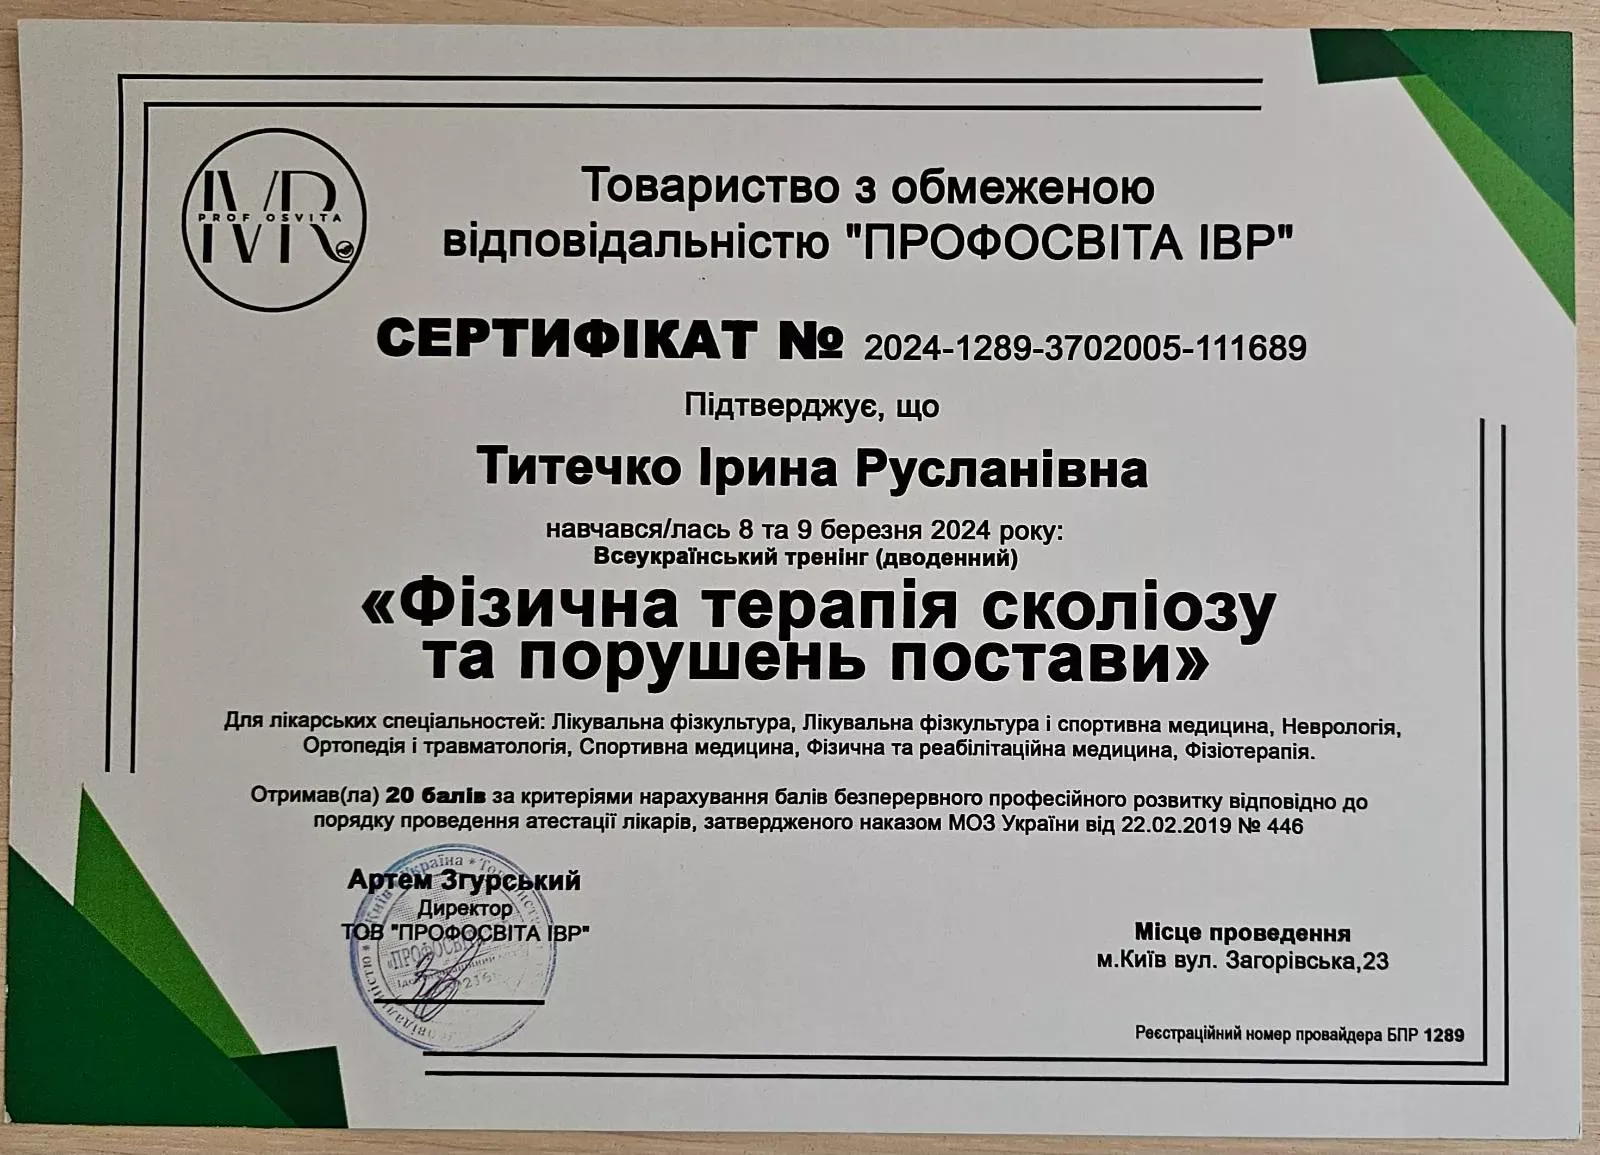 IVR
PROF OSVITA
Товариство з обмеженою
відповідальністю "ПРОФОСВІТА ІВР"
СЕРТИФІКАТ № 2024-1289-3702005-111689
Підтверджує, що
Титечко Ірина Русланівна
навчався/лась 8 та 9 березня 2024 року:
Всеукраїнський тренінг (дводенний)
«Фізична терапія сколіозу
та порушень постави»
Для лікарських спеціальностей: Лікувальна фізкультура, Лікувальна фізкультура і спортивна медицина, Неврологія,
Ортопедія і травматологія, Спортивна медицина, Фізична та реабілітаційна медицина, Фізіотерапія.
Отримав(ла) 20 балів за критеріями нарахування балів безперервного професійного розвитку відповідно до
порядку проведення атестації лікарів, затвердженого наказом МОЗ України від 22.02.2019 № 446
Артем Згурський
Директор
ТОВ "ПРОФОСВІТА ІВР"
Місце проведення
м.Київ вул. Загорівська,23
Реєстраційний номер провайдера БПР 1289